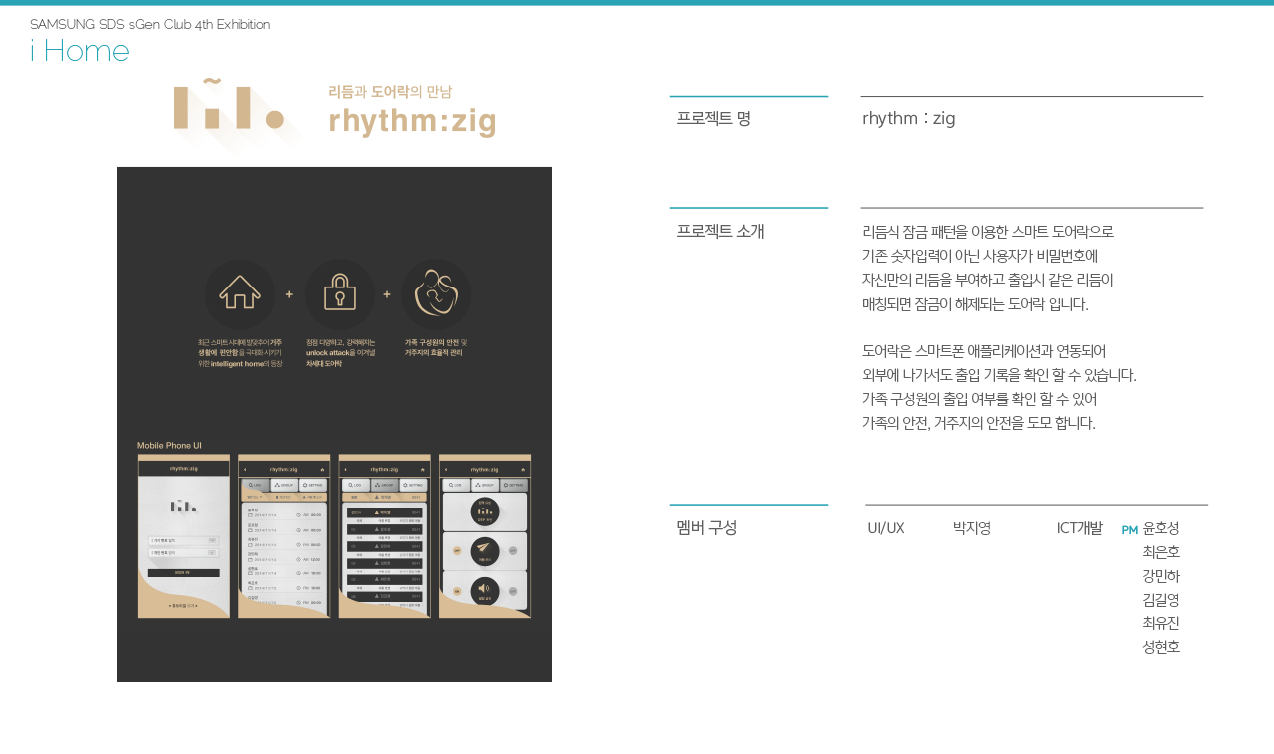 SAMSUNG SDS sGen Club 4th Exhibition
i Home
리듬과 도어락의 만남
rhythm:zig
최근 스마트시대에 발맞추어 거주
생활에 편안함을 극대화 시키기
위한 intelligent home의 등장
점점 다양하고, 강력해지는
unlock attack을 이겨낼
차세대 도어락
가족 구성원의 안전 및
거주지의 효율적 관리
Mobile Phone UI
rhythm:zig
rhythm:zig
LOG GROUP SETTING
rhythm:zig
LOG GROUP SETTING
rhythm:zig
LOG GROUP SETTING
프로젝트 명
rhythm : zig
프로젝트 소개
리듬식 잠금 패턴을 이용한 스마트 도어락으로
기존 숫자입력이 아닌 사용자가 비밀번호에
자신만의 리듬을 부여하고 출입시 같은 리듬이
매칭되면 잠금이 해제되는 도어락 입니다.
도어락은 스마트폰 애플리케이션과 연동되어
외부에 나가서도 출입 기록을 확인 할 수 있습니다.
가족 구성원의 출입 여부를 확인 할 수 있어
가족의 안전, 거주지의 안전을 도모 합니다.
멤버 구성
UI/UX 박지영 ICT개발 PM 윤호성
최은호
강민하
김길영
최유진
성현호